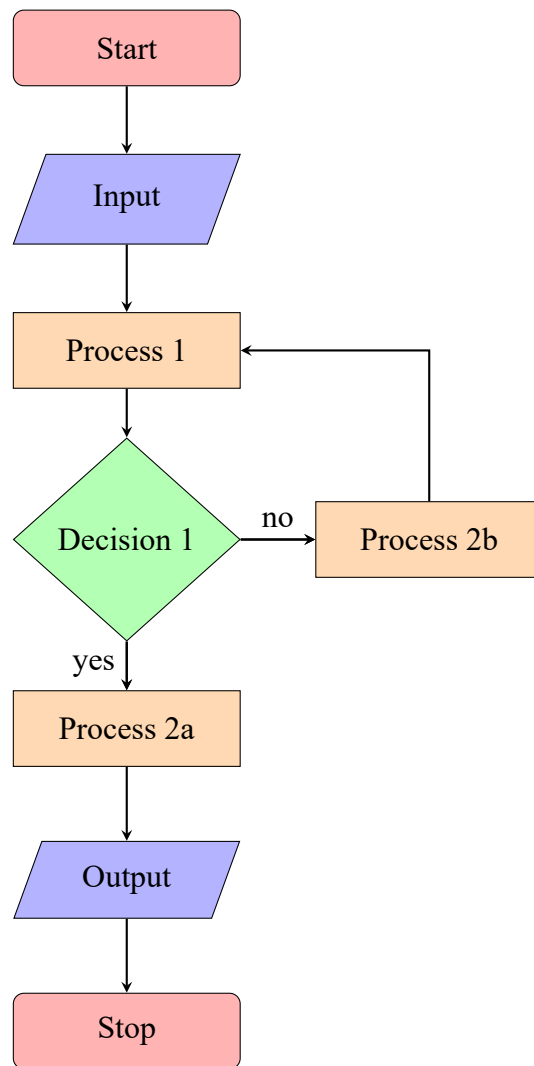 Start
Input
Process 1
Decision 1
no
Process 2b
yes
Process 2a
Output
Stop